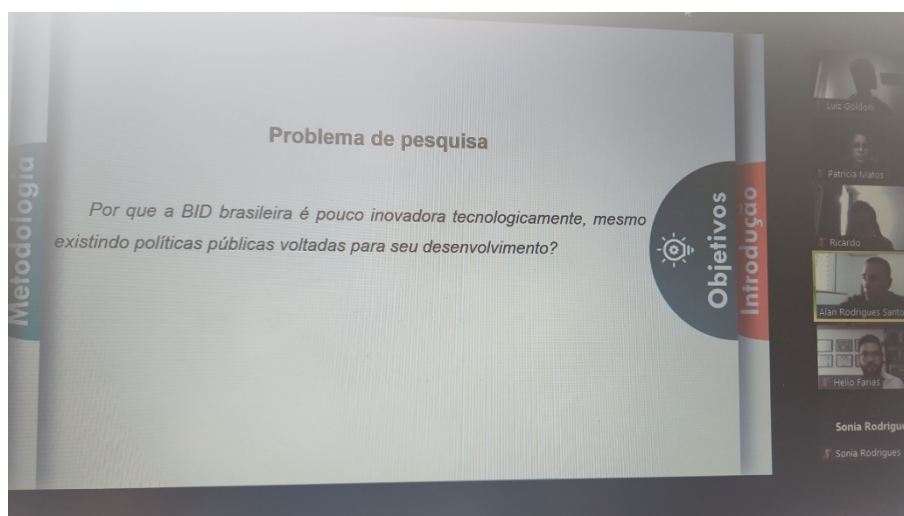 Problema de pesquisa
Por que a BID brasileira é pouco inovadora tecnologicamente, mesmo
existindo políticas públicas voltadas para seu desenvolvimento?
Metodologia
Objetivos
Introdução
Luiz Goldoni
Patricia Matos
Ricardo
Alan Rodrigues Santo
Helio Farias
Sonia Rodrigu
Sonia Rodrigues